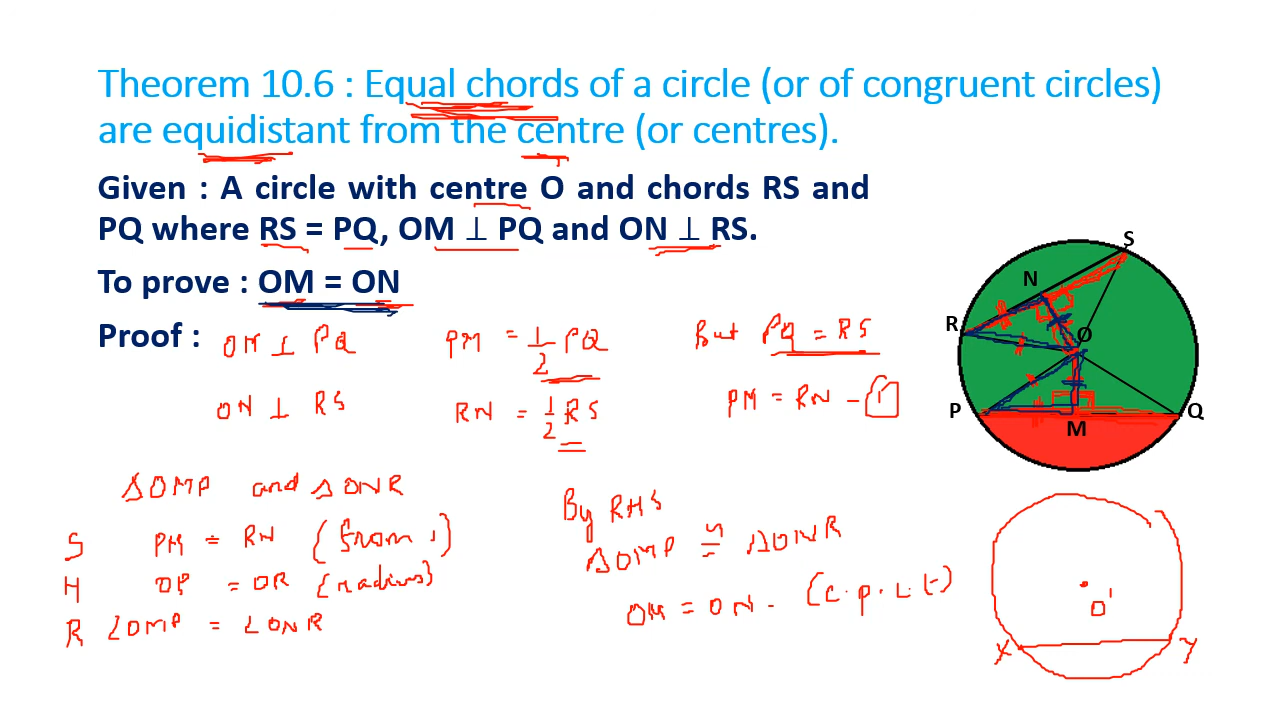 Theorem 10.6 : Equal chords of a circle (or of congruent circles)
are equidistant from the centre (or centres).
Given : A circle with centre O and chords RS and
PQ where RS = PQ, OM ⊥ PQ and ON ⊥ RS.
To prove : OM = ON
Proof :
OM ⊥ PQ
PM = 1/2 PQ
But PQ = RS
ON ⊥ RS
RN = 1/2 RS
PM = RN - 1
ΔOMP and ΔONR
S PM = RN (from 1)
H OP = OR (radius)
R ∠OMP = ∠ONR
By RHS
ΔOMP ≅ ΔONR
OM = ON - (c.p.c.t)
S
N
R
O
P
M
Q
O'
X
Y